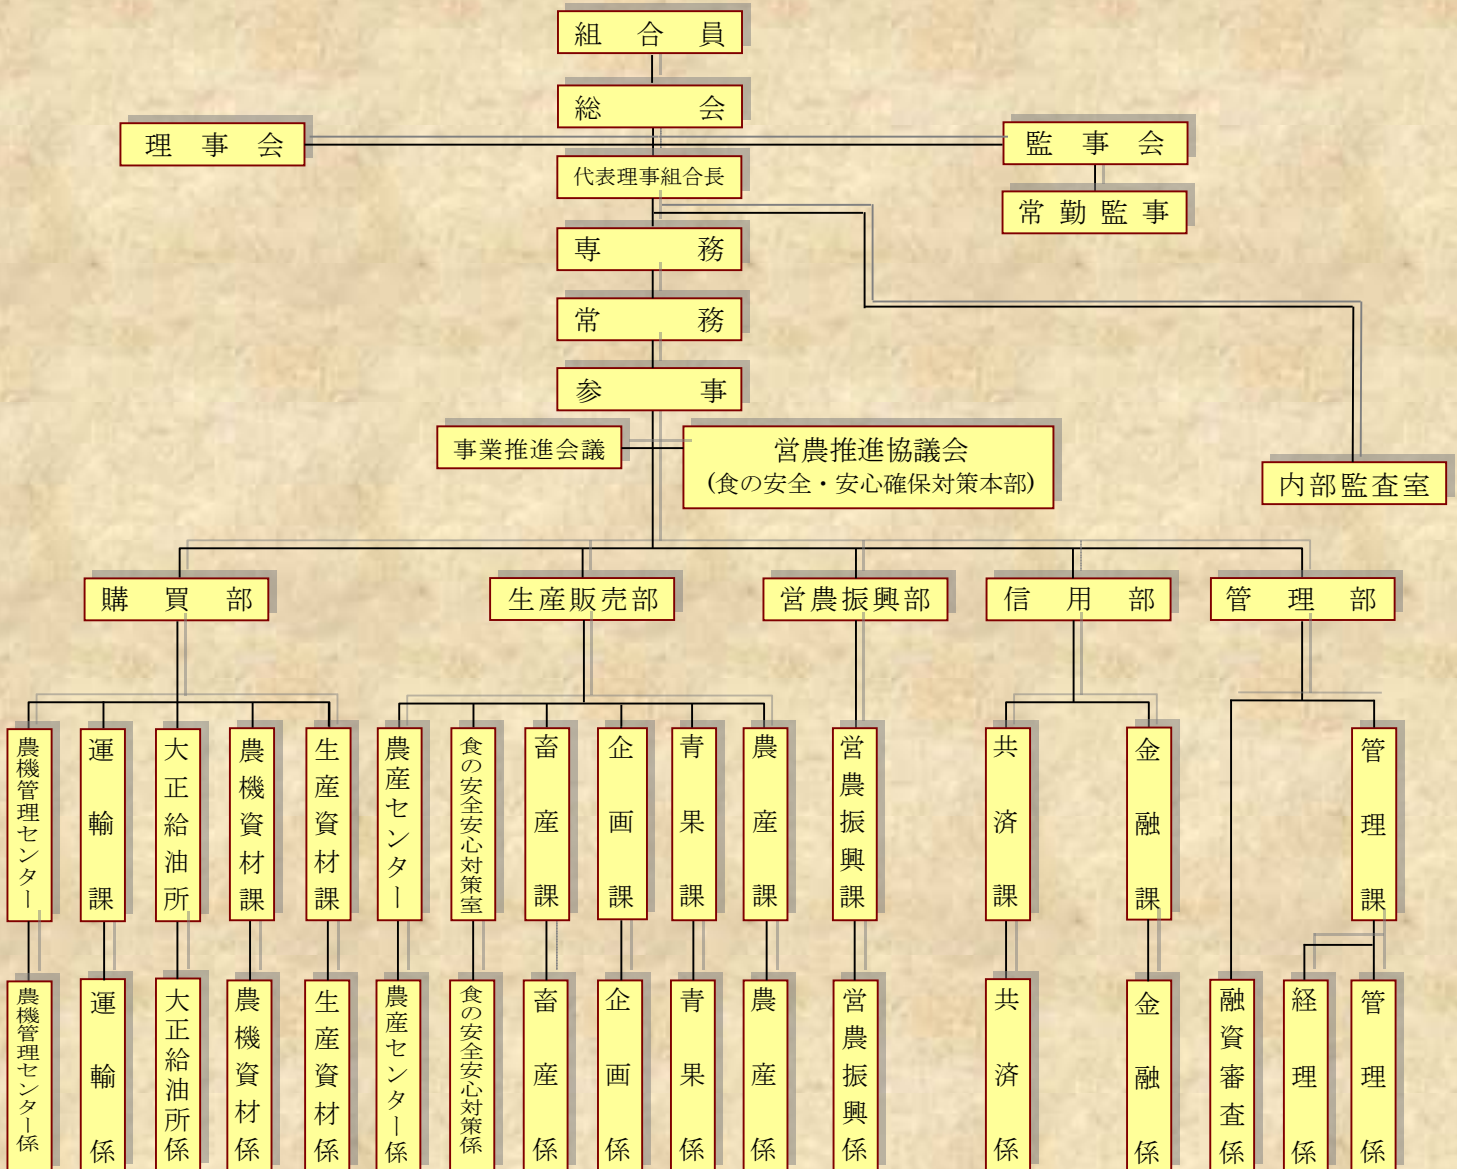 組合員
総会
理事会
監事会
代表理事組合長
常勤監事
専務
常務
参事
事業推進会議
営農推進協議会
(食の安全・安心確保対策本部)
内部監査室
購買部
生産販売部
営農振興部
信用部
管理部
農機管理センター
運輸課
大正給油所
農機資材課
生産資材課
農産センター
食の安全安心対策室
畜産課
企画課
青果課
農産課
営農振興課
共済課
金融課
管理課
農機管理センター係
運輸係
大正給油所係
農機資材係
生産資材係
農産センター係
食の安全安心対策係
畜産係
企画係
青果係
農産係
営農振興係
共済係
金融係
融資審査係
経理係
管理係